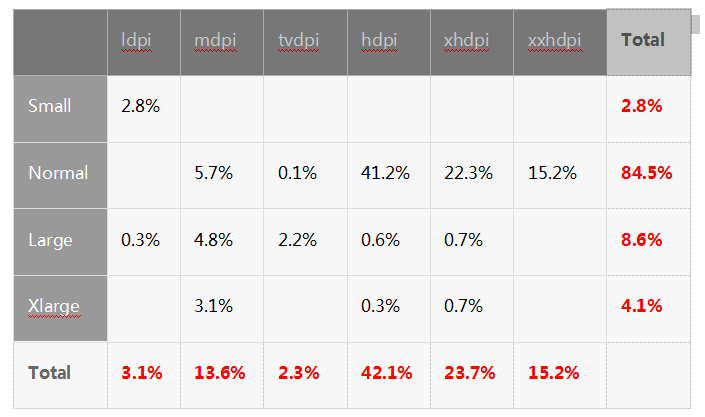 ldpi mdpi tvdpi hdpi xhdpi xxhdpi Total
Small 2.8% 2.8%
Normal 5.7% 0.1% 41.2% 22.3% 15.2% 84.5%
Large 0.3% 4.8% 2.2% 0.6% 0.7% 8.6%
Xlarge 3.1% 0.3% 0.7% 4.1%
Total 3.1% 13.6% 2.3% 42.1% 23.7% 15.2%